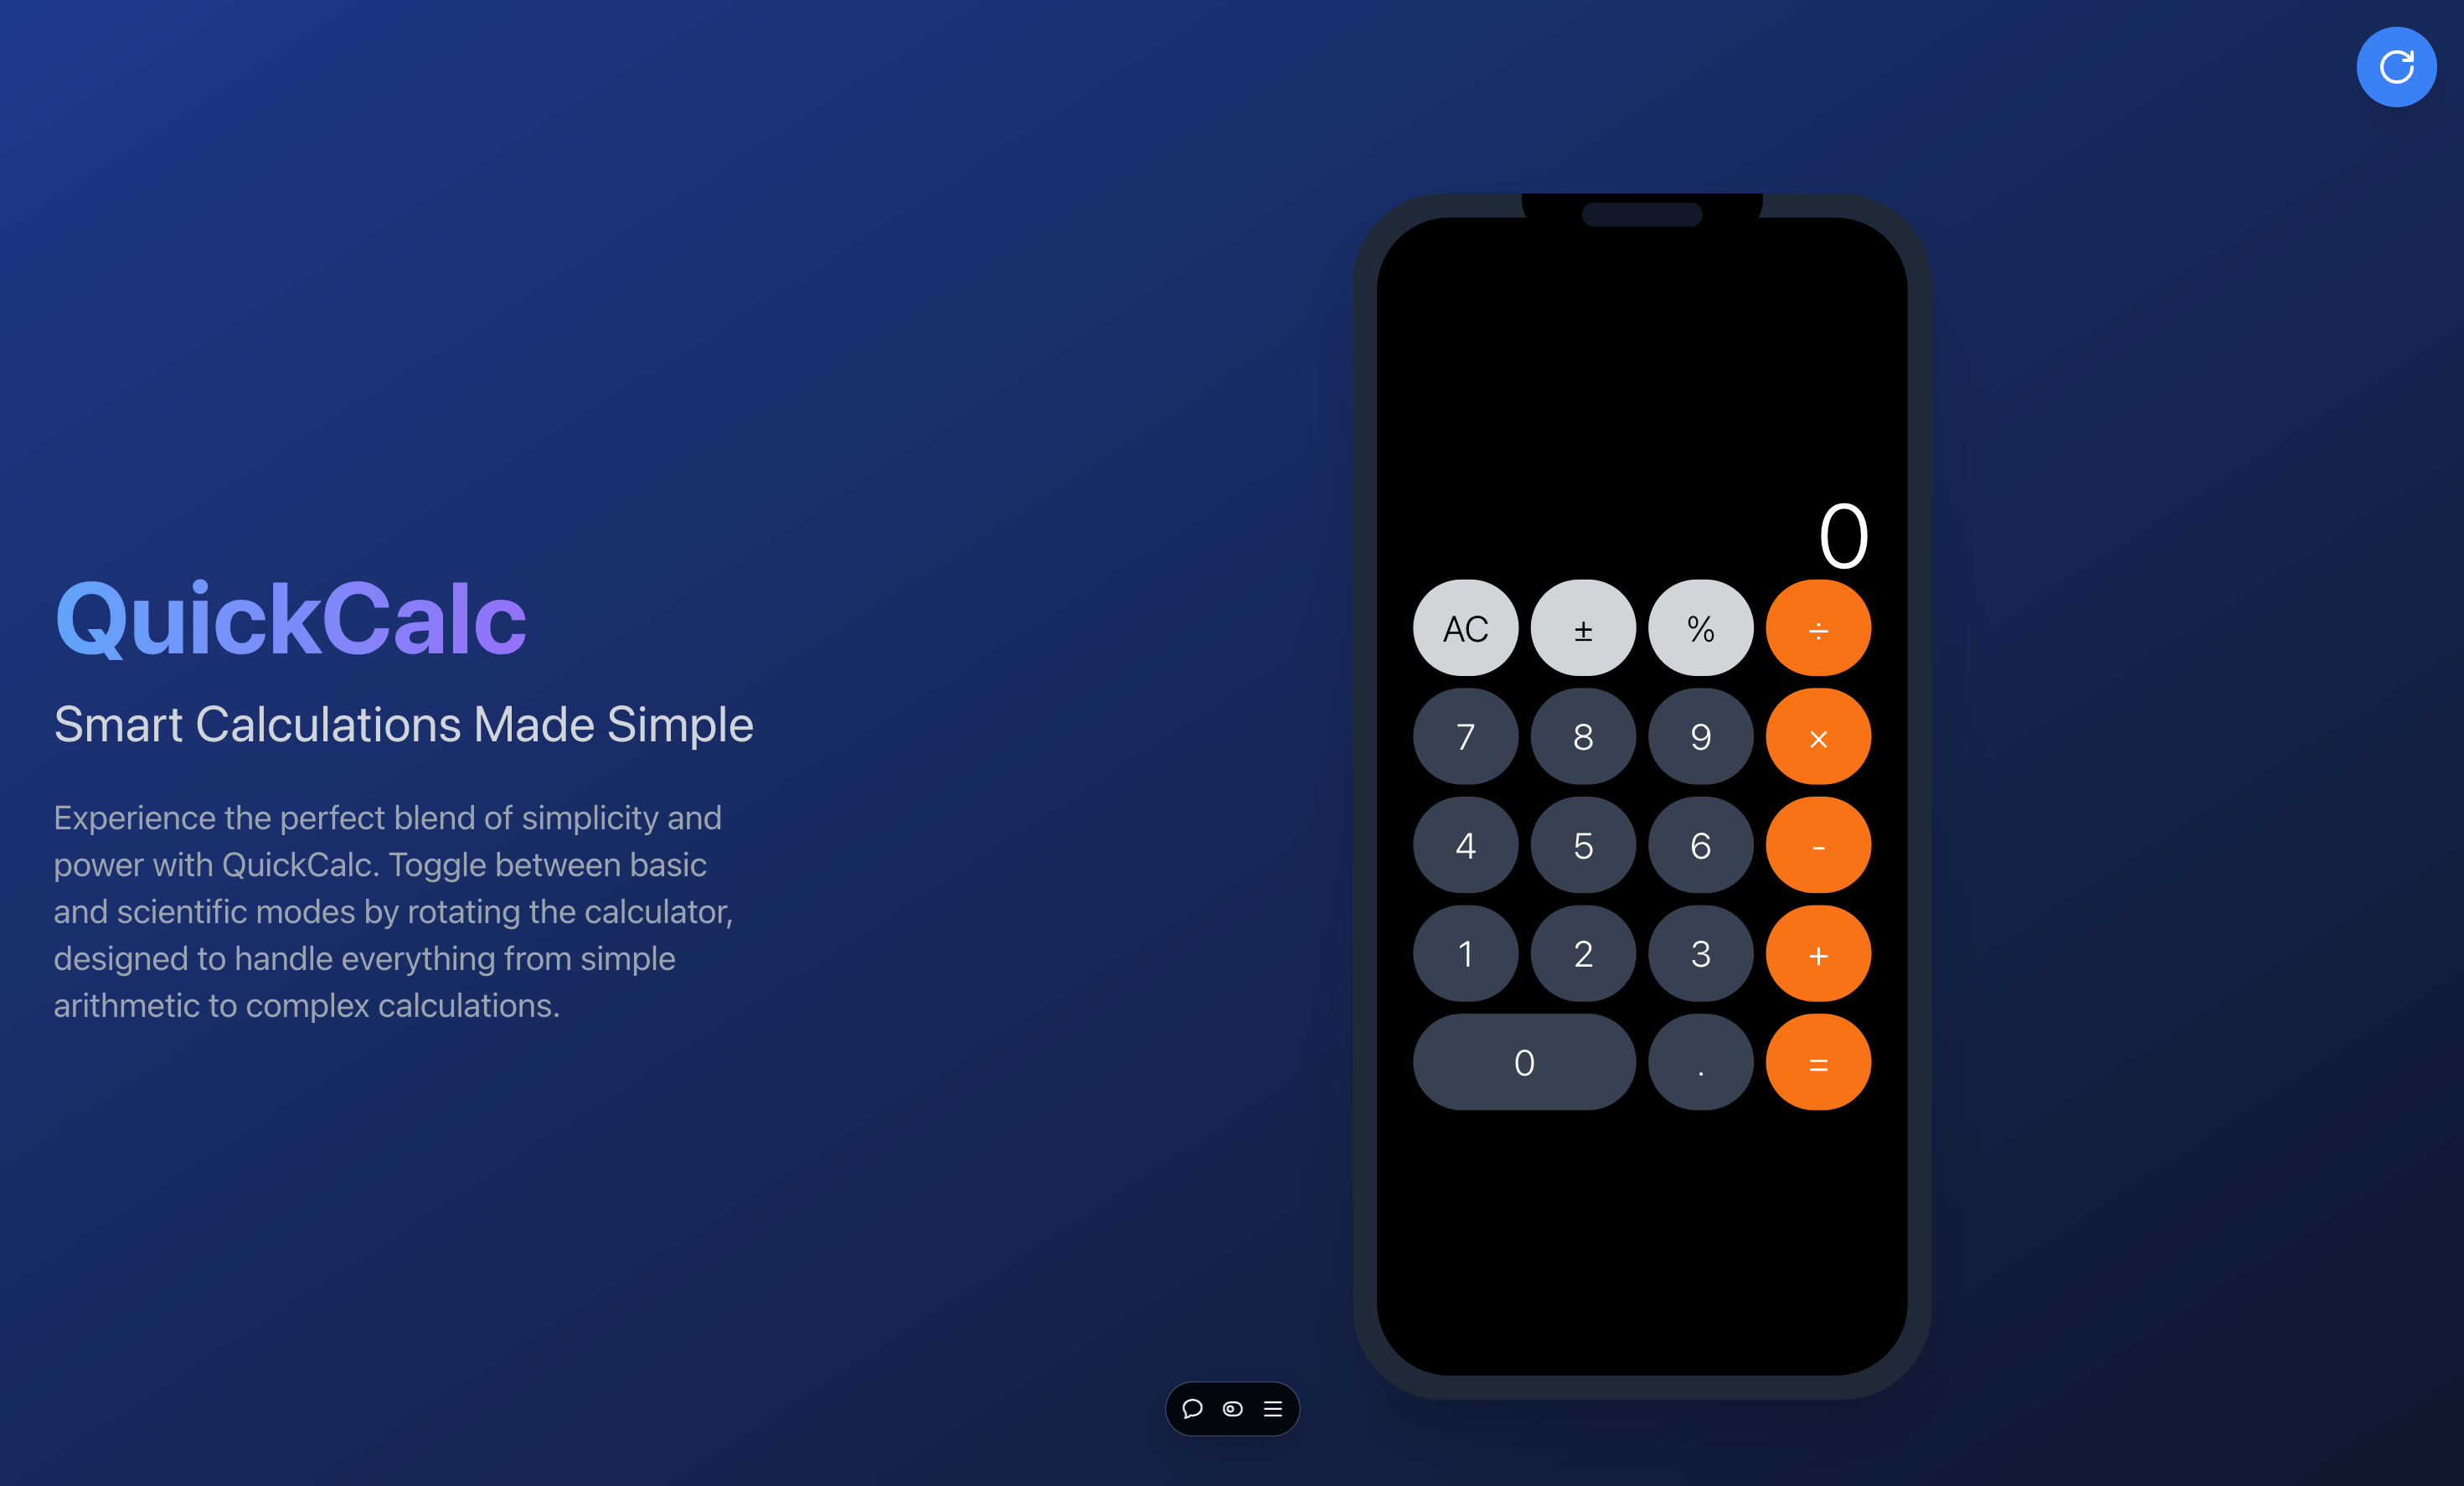 QuickCalc
Smart Calculations Made Simple
Experience the perfect blend of simplicity and
power with QuickCalc. Toggle between basic
and scientific modes by rotating the calculator,
designed to handle everything from simple
arithmetic to complex calculations.
0
AC ± % ÷
7 8 9 ×
4 5 6 -
1 2 3 +
0 . =